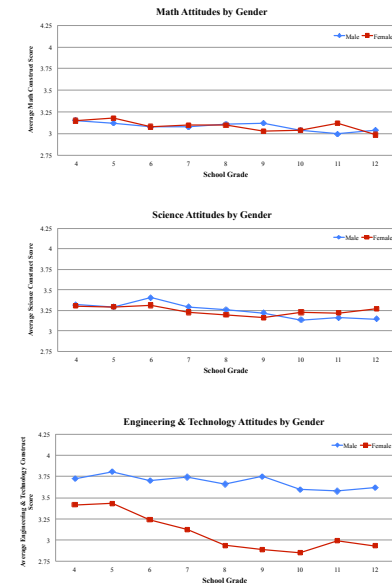 Math Attitudes by Gender
4.25
Male Female
4
3.75
3.5
3.25
3
2.75
4 5 6 7 8 9 10 11 12
School Grade
Average Math Construct Score
Science Attitudes by Gender
4.25
Male Female
4
3.75
3.5
3.25
3
2.75
4 5 6 7 8 9 10 11 12
School Grade
Average Science Construct Score
Engineering & Technology Attitudes by Gender
4.25
Male Female
4
3.75
3.5
3.25
3
2.75
4 5 6 7 8 9 10 11 12
School Grade
Average Engineering & Technology Construct
Score